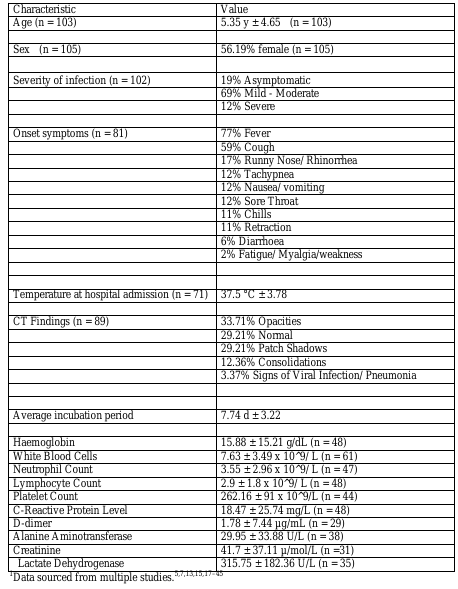 Characteristic Value
Age (n = 103) 5.35 y ± 4.65 (n = 103)
Sex (n = 105) 56.19% female (n = 105)
Severity of infection (n = 102) 19% Asymptomatic
69% Mild - Moderate
12% Severe
Onset symptoms (n = 81) 77% Fever
59% Cough
17% Runny Nose/ Rhinorrhea
12% Tachypnea
12% Nausea/ vomiting
12% Sore Throat
11% Chills
11% Retraction
6% Diarrhoea
2% Fatigue/ Myalgia/weakness
Temperature at hospital admission (n = 71) 37.5 °C ± 3.78
CT Findings (n = 89) 33.71% Opacities
29.21% Normal
29.21% Patch Shadows
12.36% Consolidations
3.37% Signs of Viral Infection/ Pneumonia
Average incubation period 7.74 d ± 3.22
Haemoglobin 15.88 ± 15.21 g/dL (n = 48)
White Blood Cells 7.63 ± 3.49 x 10^9/ L (n = 61)
Neutrophil Count 3.55 ± 2.96 x 10^9/L (n = 47)
Lymphocyte Count 2.9 ± 1.8 x 10^9/L (n = 48)
Platelet Count 262.16 ± 91 x 10^9/L (n = 44)
C-Reactive Protein Level 18.47 ± 25.74 mg/L (n = 48)
D-dimer 1.78 ± 7.44 µg/mL (n = 29)
Alanine Aminotransferase 29.95 ± 33.88 U/L (n = 38)
Creatinine 41.7 ± 37.11 µ/mol/L (n =31)
Lactate Dehydrogenase 315.75 ± 182.36 U/L (n = 35)
1Data sourced from multiple studies.5,7,13,15,17–45